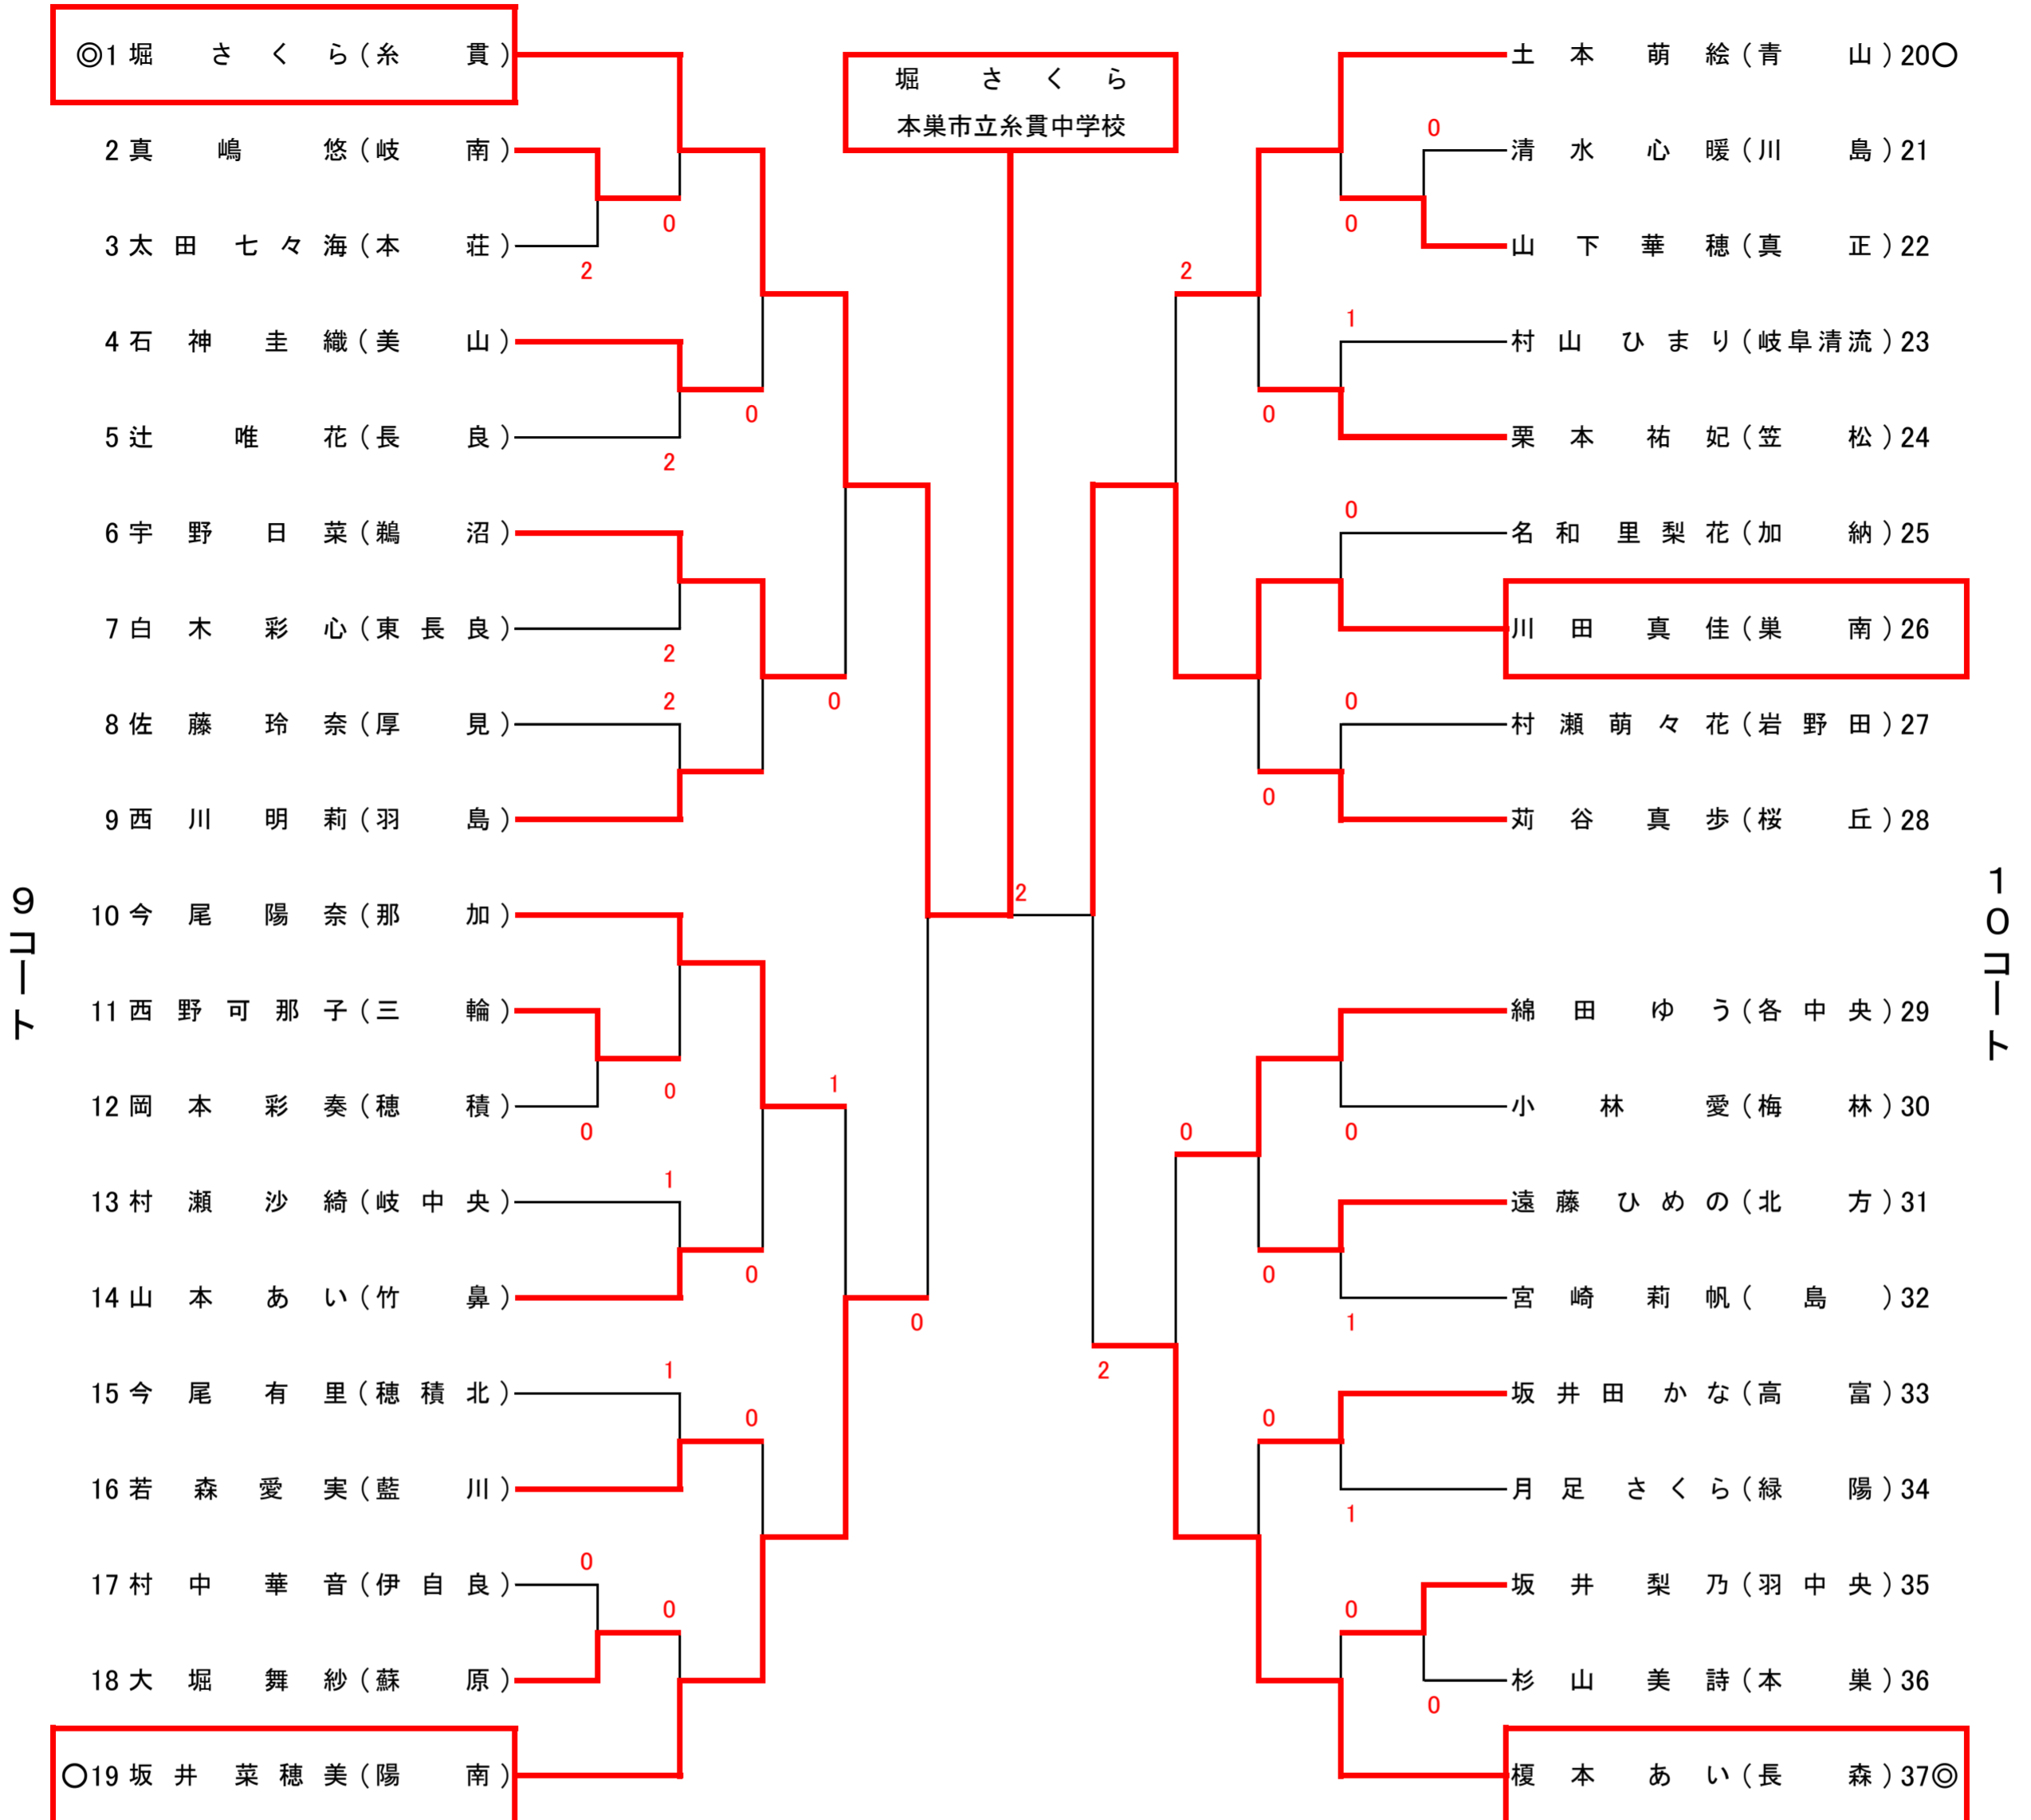 ◎1 堀さくら(糸貫)
2 真嶋悠(岐南)
0
3 太田七々海(本荘)
2
4 石神圭織(美山)
0
5 辻唯花(長良)
2
6 宇野日菜(鵜沼)
7 白木彩心(東長良)
2
2
0
8 佐藤玲奈(厚見)
9 西川明莉(羽島)
9コート
10 今尾陽奈(那加)
11 西野可那子(三輪)
0
1
12 岡本彩奏(穂積)
0
1
13 村瀬沙綺(岐中央)
0
14 山本あい(竹鼻)
0
1
15 今尾有里(穂積北)
0
16 若森愛実(藍川)
0
17 村中華音(伊自良)
0
18 大堀舞紗(蘇原)
○19 坂井菜穂美(陽南)
堀さくら
本巣市立糸貫中学校
2
土本萌絵(青山)20○
0
清水心暖(川島)21
0
山下華穂(真正)22
2
1
村山ひまり(岐阜清流)23
0
栗本祐妃(笠松)24
0
名和里梨花(加納)25
川田真佳(巣南)26
0
村瀬萌々花(岩野田)27
0
苅谷真歩(桜丘)28
10コート
綿田ゆう(各中央)29
小林愛(梅林)30
0
0
遠藤ひめの(北方)31
0
宮崎莉帆(島)32
1
2
坂井田かな(高富)33
0
月足さくら(緑陽)34
1
坂井梨乃(羽中央)35
0
杉山美詩(本巣)36
0
榎本あい(長森)37◎